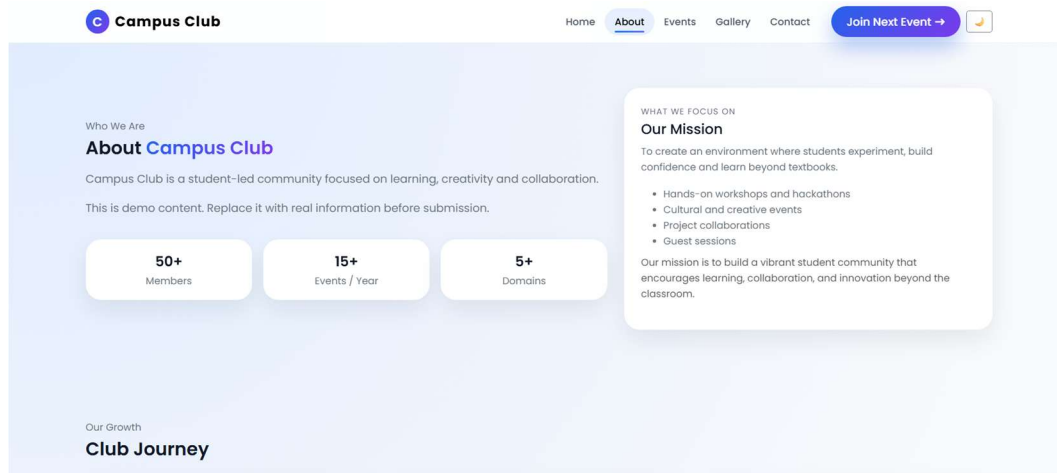 C Campus Club
Home About Events Gallery Contact Join Next Event →
Who We Are
About Campus Club
Campus Club is a student-led community focused on learning, creativity and collaboration.
This is demo content. Replace it with real information before submission.
50+
Members
15+
Events / Year
5+
Domains
WHAT WE FOCUS ON
Our Mission
To create an environment where students experiment, build
confidence and learn beyond textbooks.
• Hands-on workshops and hackathons
• Cultural and creative events
• Project collaborations
• Guest sessions
Our mission is to build a vibrant student community that
encourages learning, collaboration, and innovation beyond the
classroom.
Our Growth
Club Journey